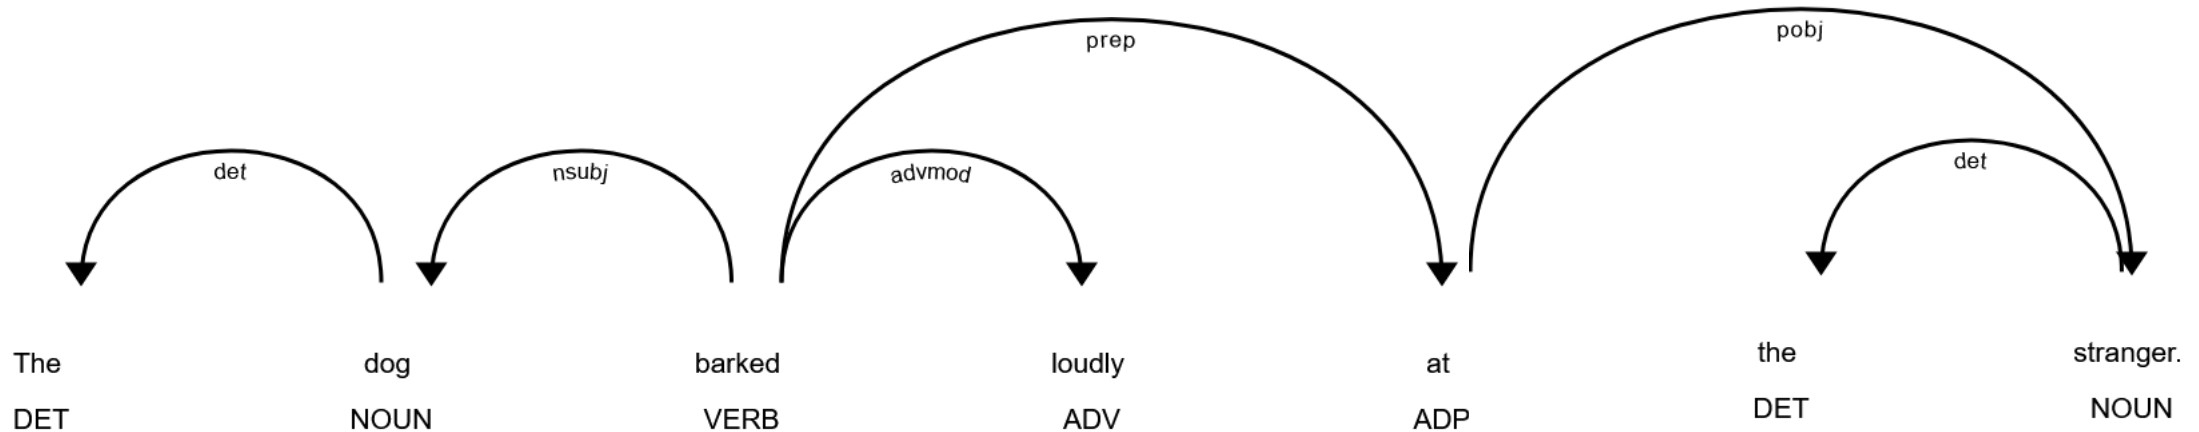 prep pobj
det nsubj advmod det
The dog barked loudly at the stranger.
DET NOUN VERB ADV ADP DET NOUN